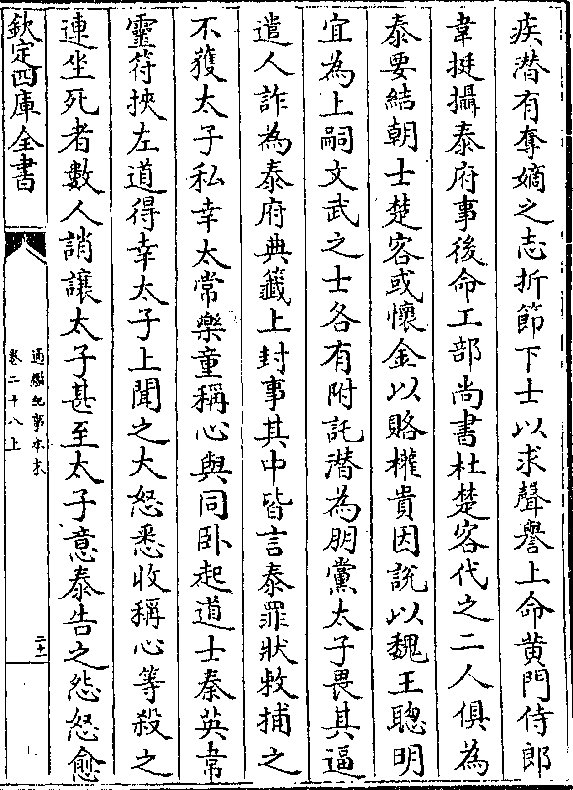 疾潜有奪嫡之志折節下士以求聲譽上命黄門侍郎
韋挺攝泰府事後命工部尚書杜楚客代之二人俱為
泰要結朝士楚客或懷金以賂權貴因説以魏王聰明
宜為上嗣文武之士各有附託潜為朋黨太子畏其逼
遣人詐為泰府典籤上封事其中皆言泰罪狀敕捕之
不獲太子私幸太常樂童稱心與同卧起道士秦英韋
靈符挾左道得幸太子上聞之大怒悉收稱心等殺之
連坐死者數人誚讓太子甚至太子意泰告之怨怒愈
欽定四庫全書
通鑑紀事本末
卷二十八上
二十